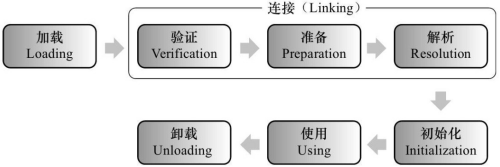 连接（Linking）
加载
Loading
验证
Verification
准备
Preparation
解析
Resolution
初始化
Initialization
使用
Using
卸载
Unloading